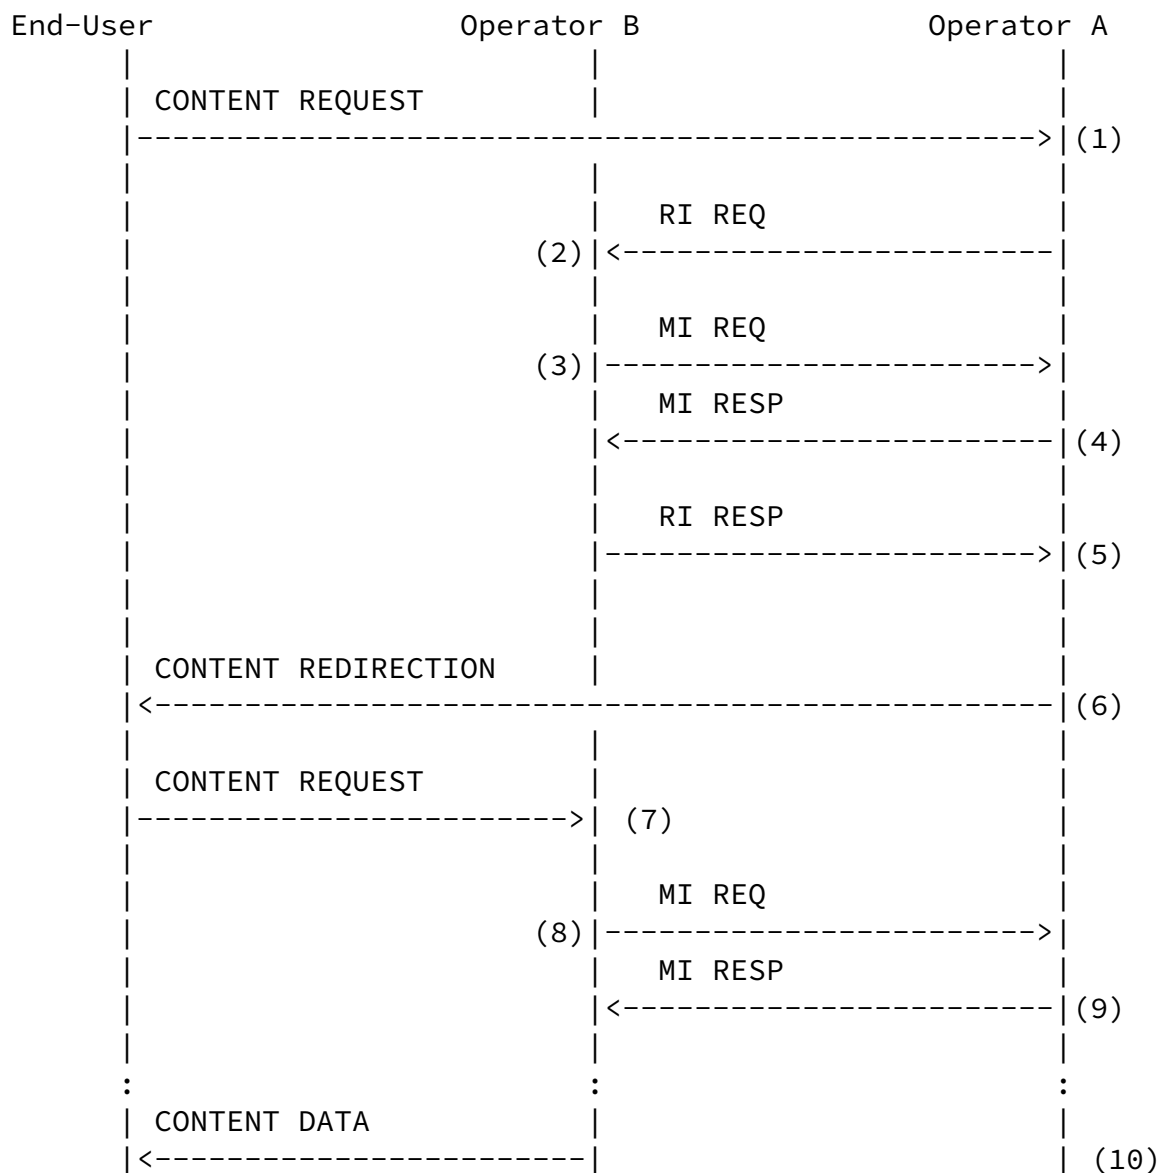 End-User Operator B Operator A
CONTENT REQUEST
(1)
RI REQ
(2)
MI REQ
(3)
MI RESP
(4)
RI RESP
(5)
CONTENT REDIRECTION
(6)
CONTENT REQUEST
(7)
MI REQ
(8)
MI RESP
(9)
: : :
CONTENT DATA
(10)